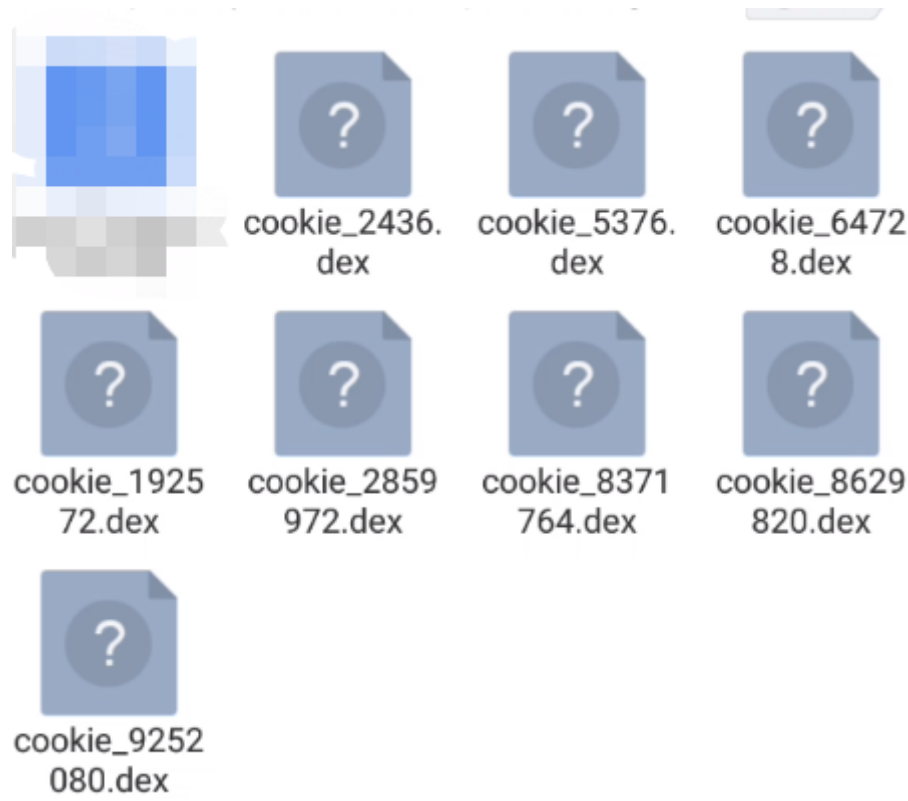 cookie_2436.
dex
cookie_5376.
dex
cookie_6472
8.dex
cookie_1925
72.dex
cookie_2859
972.dex
cookie_8371
764.dex
cookie_8629
820.dex
cookie_9252
080.dex